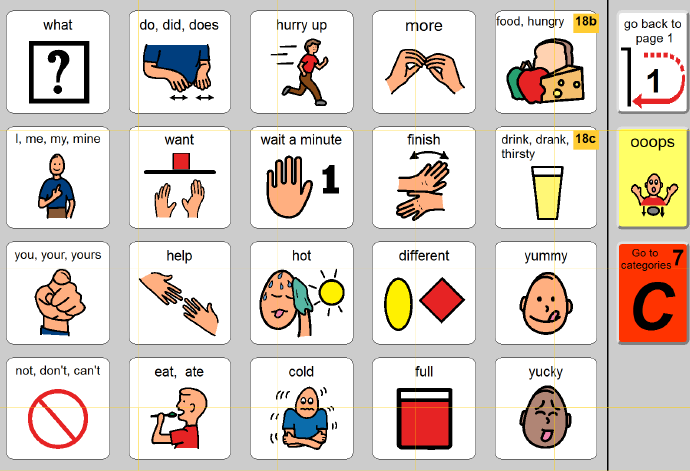 what
do, did, does
hurry up
more
food, hungry 18b
go back to
page 1
1
I, me, my, mine
want
wait a minute
1
finish
drink, drank, 18c
thirsty
ooops
you, your, yours
help
hot
different
yummy
Go to
categories 7
C
not, don't, can't
eat, ate
cold
full
yucky